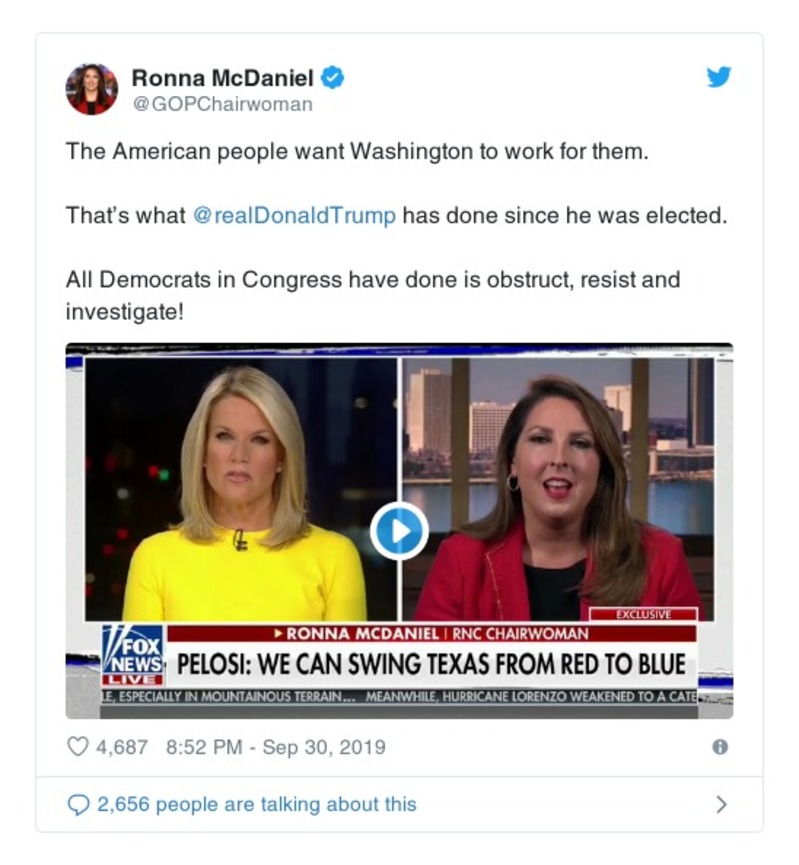 Ronna McDaniel
@GOPChairwoman
The American people want Washington to work for them.
That's what @realDonaldTrump has done since he was elected.
All Democrats in Congress have done is obstruct, resist and
investigate!
EXCLUSIVE
RONNA MCDANIEL | RNC CHAIRWOMAN
FOX
NEWS
LIVE
PELOSI: WE CAN SWING TEXAS FROM RED TO BLUE
LE, ESPECIALLY IN MOUNTAINOUS TERRAIN... MEANWHILE, HURRICANE LORENZO WEAKENED TO A CATE
4,687 8:52 PM - Sep 30, 2019
2,656 people are talking about this